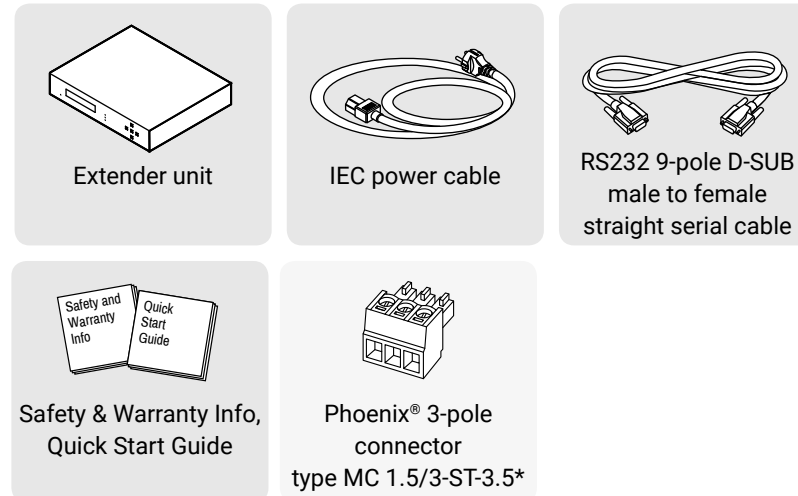 Extender unit
IEC power cable
RS232 9-pole D-SUB
male to female
straight serial cable
Safety and
Warranty
Info
Quick
Start
Guide
Safety & Warranty Info,
Quick Start Guide
Phoenix® 3-pole
connector
type MC 1.5/3-ST-3.5*